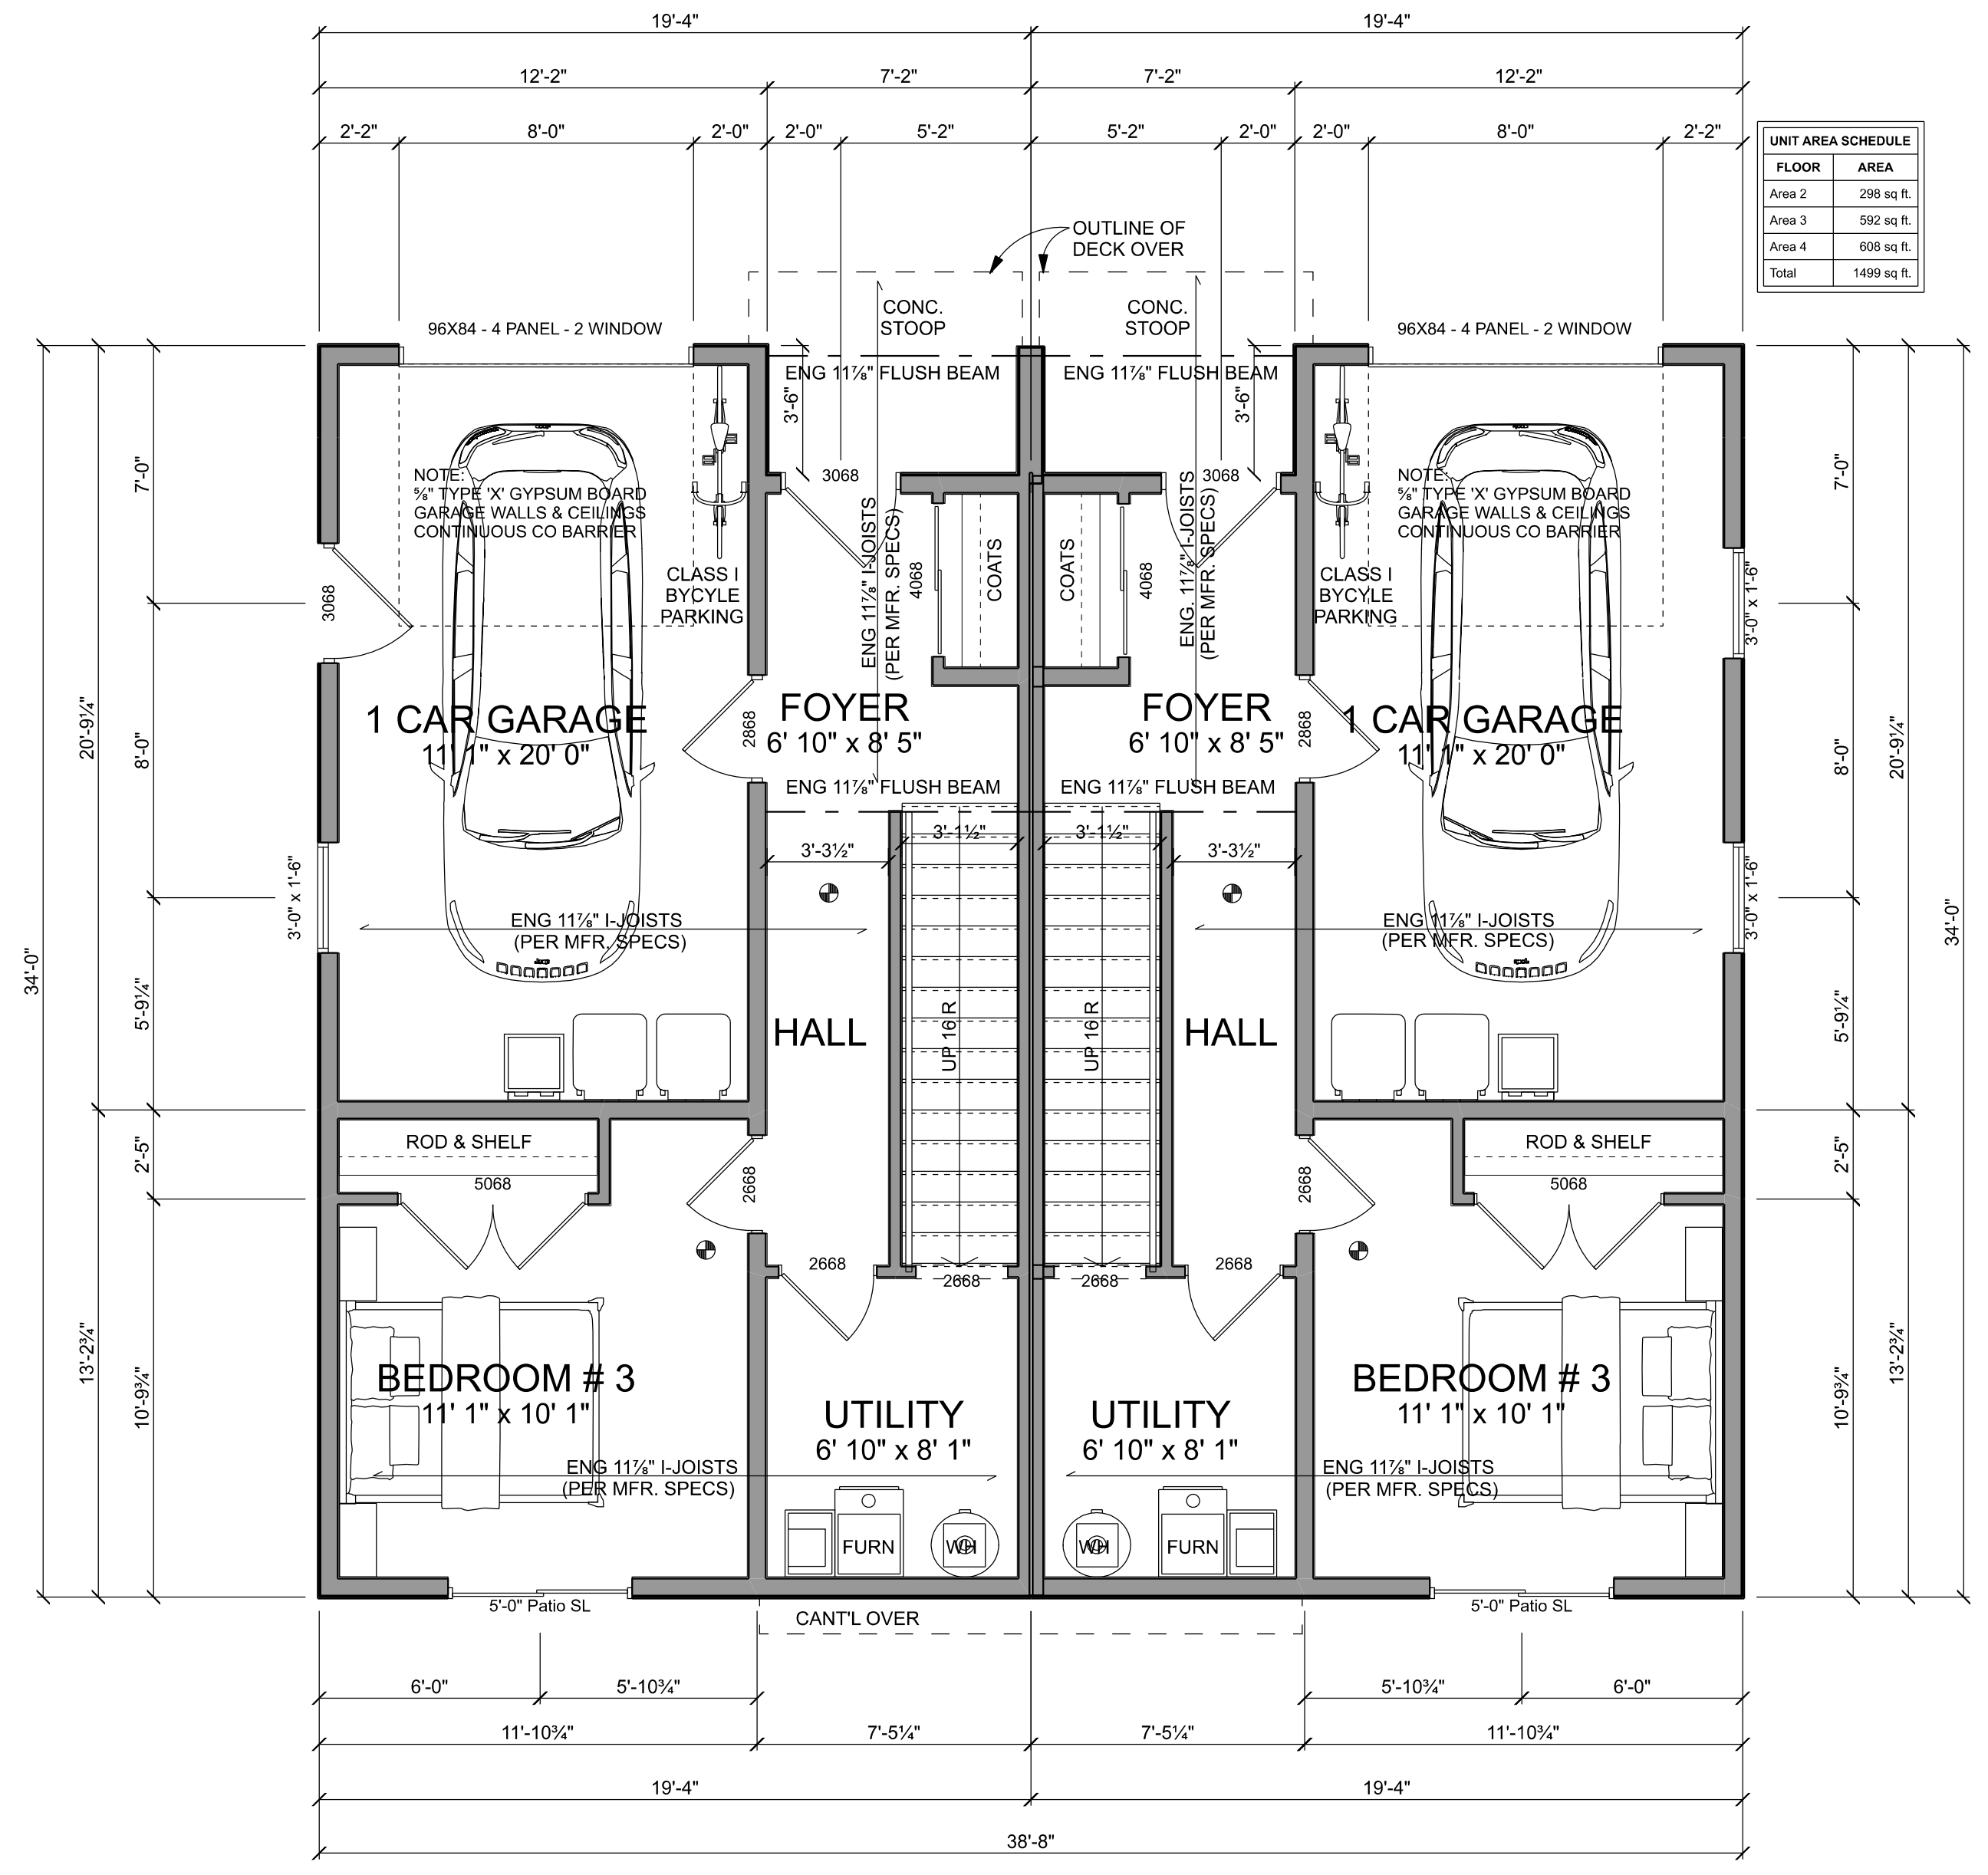 19'-4" 19'-4"
12'-2" 7'-2" 7'-2" 12'-2"
2'-2" 8'-0" 2'-0" 2'-0" 5'-2" 5'-2" 2'-0" 2'-0" 8'-0" 2'-2"
UNIT AREA SCHEDULE
FLOOR AREA
Area 2 298 sq ft.
Area 3 592 sq ft.
Area 4 608 sq ft.
Total 1499 sq ft.
OUTLINE OF
DECK OVER
CONC.
STOOP
CONC.
STOOP
96X84 - 4 PANEL - 2 WINDOW
96X84 - 4 PANEL - 2 WINDOW
ENG 11⅞" FLUSH BEAM
ENG 11⅞" FLUSH BEAM
3'-6"
3'-6"
3068
3068
NOTE:
⅝" TYPE 'X' GYPSUM BOARD
GARAGE WALLS & CEILINGS
CONTINUOUS CO BARRIER
NOTE:
⅝" TYPE 'X' GYPSUM BOARD
GARAGE WALLS & CEILINGS
CONTINUOUS CO BARRIER
7'-0"
7'-0"
CLASS I
BYCYLE
PARKING
CLASS I
BYCYLE
PARKING
3068
ENG 11⅞" I-JOISTS
(PER MFR. SPECS)
4068
COATS
COATS
4068
ENG. 11⅞" I-JOISTS
(PER MFR. SPECS)
3'-0" x 1'-6"
1 CAR GARAGE
11' 1" x 20' 0"
2868
FOYER
6' 10" x 8' 5"
FOYER
6' 10" x 8' 5"
2868
1 CAR GARAGE
11' 1" x 20' 0"
20'-9¼"
8'-0"
8'-0"
20'-9¼"
ENG 11⅞" FLUSH BEAM
ENG 11⅞" FLUSH BEAM
3'-1½" 3'-1½"
3'-3½" 3'-3½"
3'-0" x 1'-6"
3'-0" x 1'-6"
ENG 11⅞" I-JOISTS
(PER MFR. SPECS)
ENG 11⅞" I-JOISTS
(PER MFR. SPECS)
34'-0"
34'-0"
5'-9¼"
5'-9¼"
HALL
UP 16 R
UP 16 R
HALL
2'-5"
ROD & SHELF
5068
2668
2668
ROD & SHELF
5068
2'-5"
2668
2668
2668
2668
13'-2¾"
10'-9¾"
BEDROOM # 3
11' 1" x 10' 1"
UTILITY
6' 10" x 8' 1"
UTILITY
6' 10" x 8' 1"
BEDROOM # 3
11' 1" x 10' 1"
10'-9¾"
13'-2¾"
ENG 11⅞" I-JOISTS
(PER MFR. SPECS)
ENG 11⅞" I-JOISTS
(PER MFR. SPECS)
FURN
WH
WH
FURN
5'-0" Patio SL
5'-0" Patio SL
CANT'L OVER
6'-0" 5'-10¾" 5'-10¾" 6'-0"
11'-10¾" 7'-5¼" 7'-5¼" 11'-10¾"
19'-4" 19'-4"
38'-8"